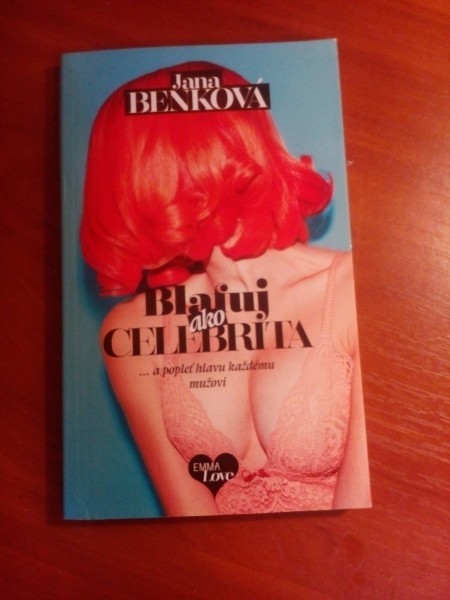 Jana
BENKOVÁ
Blafuj
ako
CELEBRITA
... a popleť hlavu každému
mužovi
EMMA
Love